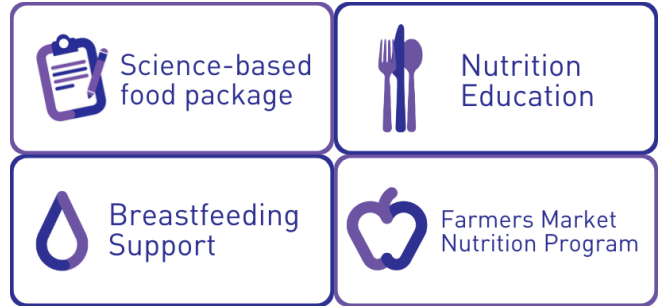 Science-based
food package
Nutrition
Education
Breastfeeding
Support
Farmers Market
Nutrition Program